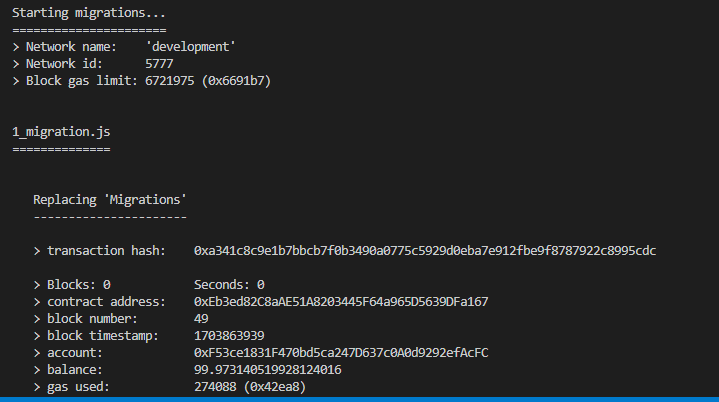 Starting migrations...
======================
> Network name:    'development'
> Network id:      5777
> Block gas limit: 6721975 (0x6691b7)
1_migration.js
==============
Replacing 'Migrations'
----------------------
> transaction hash:    0xa341c8c9e1b7bbcb7f0b3490a0775c5929d0eba7e912fbe9f8787922c8995cdc
> Blocks: 0            Seconds: 0
> contract address:    0xEb3ed82C8aAE51A8203445F64a965D5639DFa167
> block number:        49
> block timestamp:     1703863939
> account:             0xF53ce1831F470bd5ca247D637c0A0d9292efAcFC
> balance:             99.973140519928124016
> gas used:            274088 (0x42ea8)